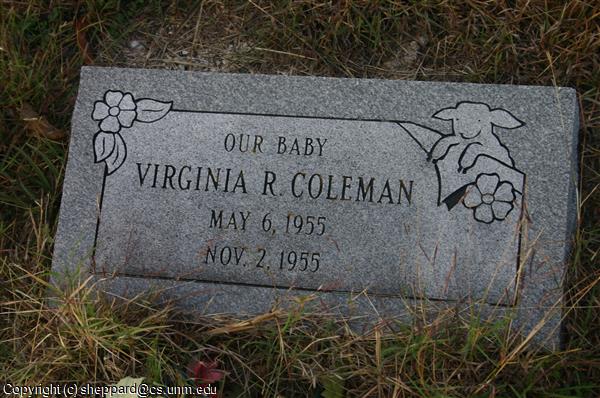 OUR BABY
VIRGINIA R. COLEMAN
MAY 6, 1955
NOV. 2, 1955
Copyright (c) sheppard@cs.unm.edu